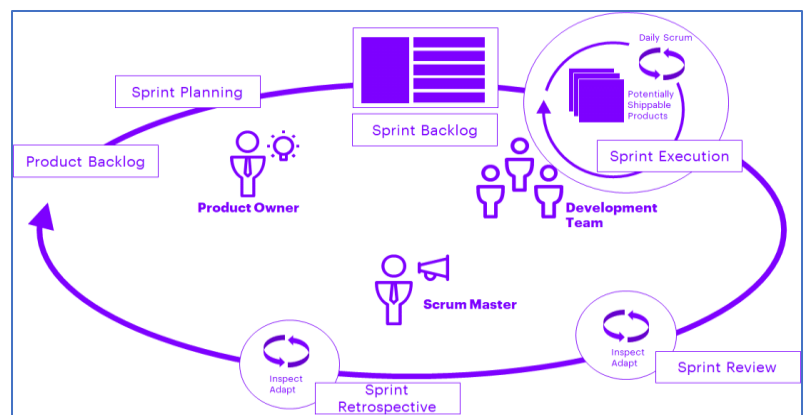 Daily Scrum
Potentially
Shippable
Products
Sprint Planning
Sprint Backlog
Sprint Execution
Product Backlog
Product Owner
Development
Team
Scrum Master
Inspect
Adapt
Sprint Review
Inspect
Adapt
Sprint
Retrospective